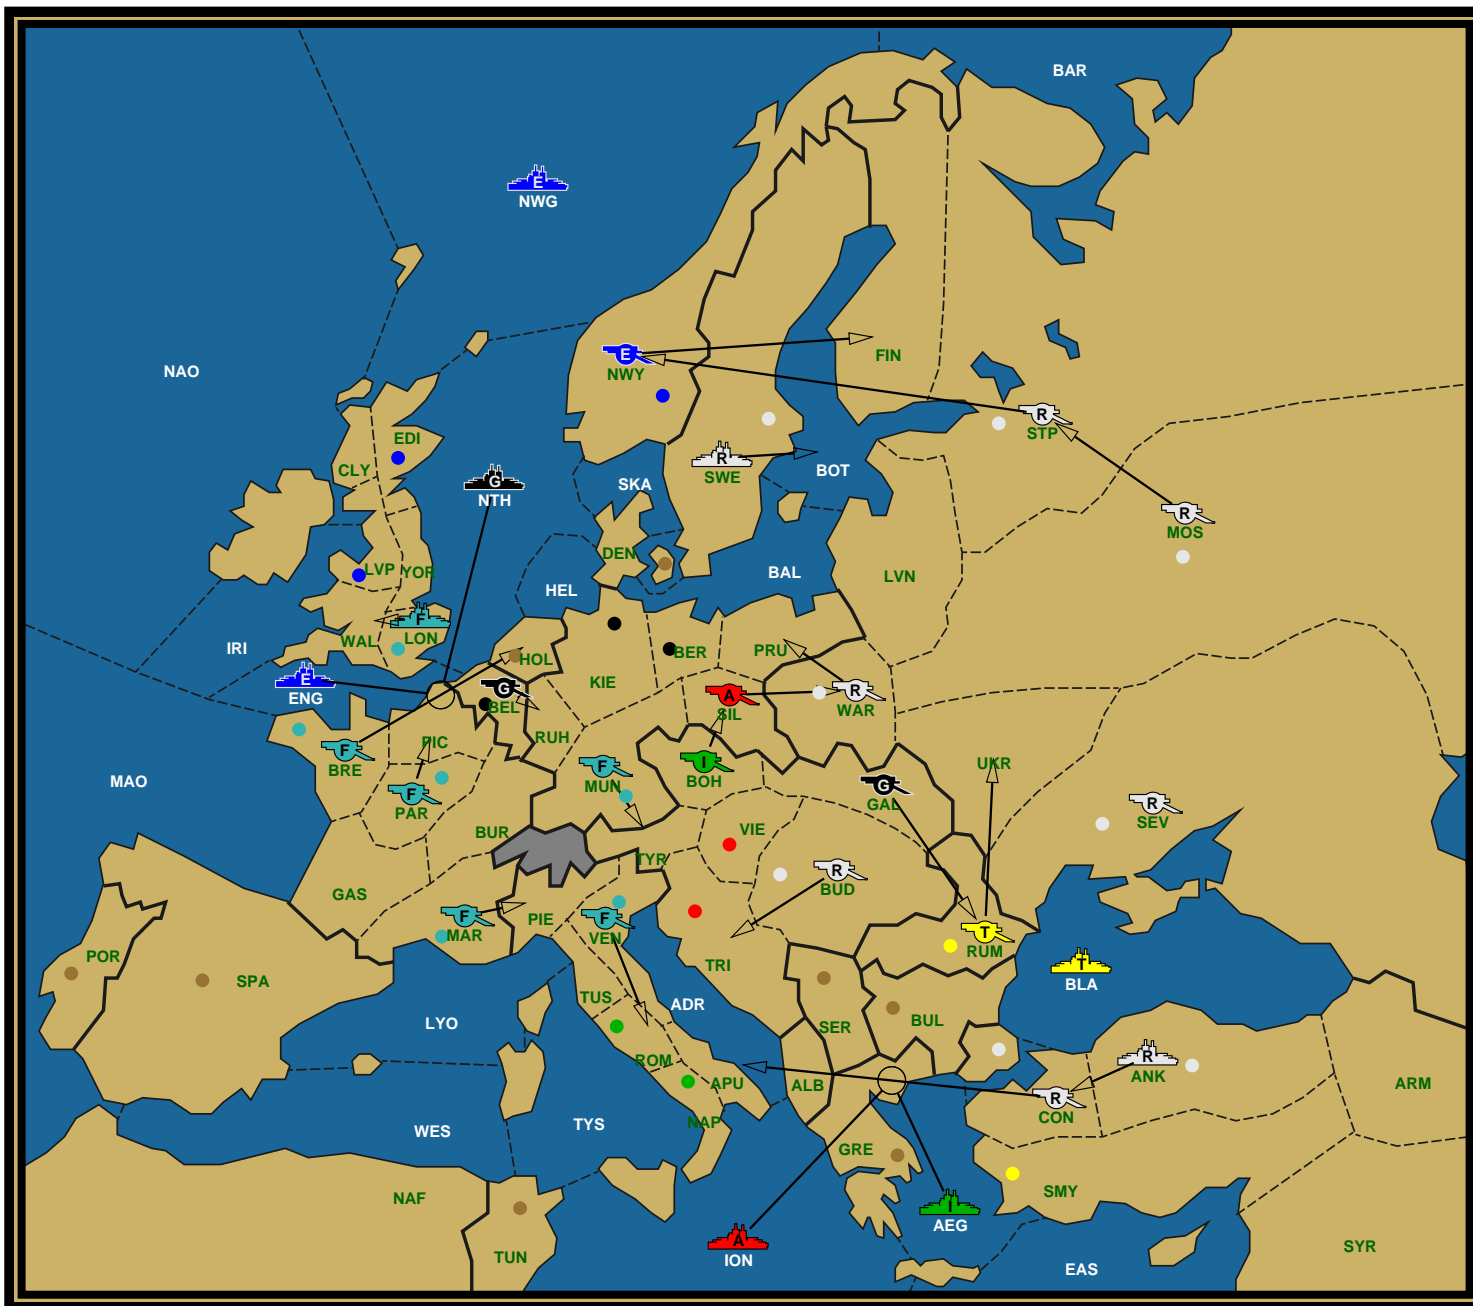 BAR
E
NWG
NAO
E
NWY
FIN
R
STP
EDI
CLY
G
NTH
R
SWE
SKA
BOT
R
MOS
DEN
LVP
YOR
HEL
BAL
LVN
F
LON
IRI
WAL
E
ENG
HOL
KIE
BER
PRU
G
BEL
A
SIL
R
WAR
F
BRE
PIC
RUH
F
MUN
I
BOH
G
GAL
UKR
MAO
F
PAR
R
SEV
BUR
VIE
TYR
R
BUD
GAS
F
MAR
PIE
F
VEN
T
RUM
POR
SPA
TRI
T
BLA
TUS
ADR
LYO
SER
BUL
ROM
APU
ALB
R
CON
R
ANK
ARM
WES
TYS
NAP
GRE
NAF
SMY
I
AEG
TUN
A
ION
EAS
SYR